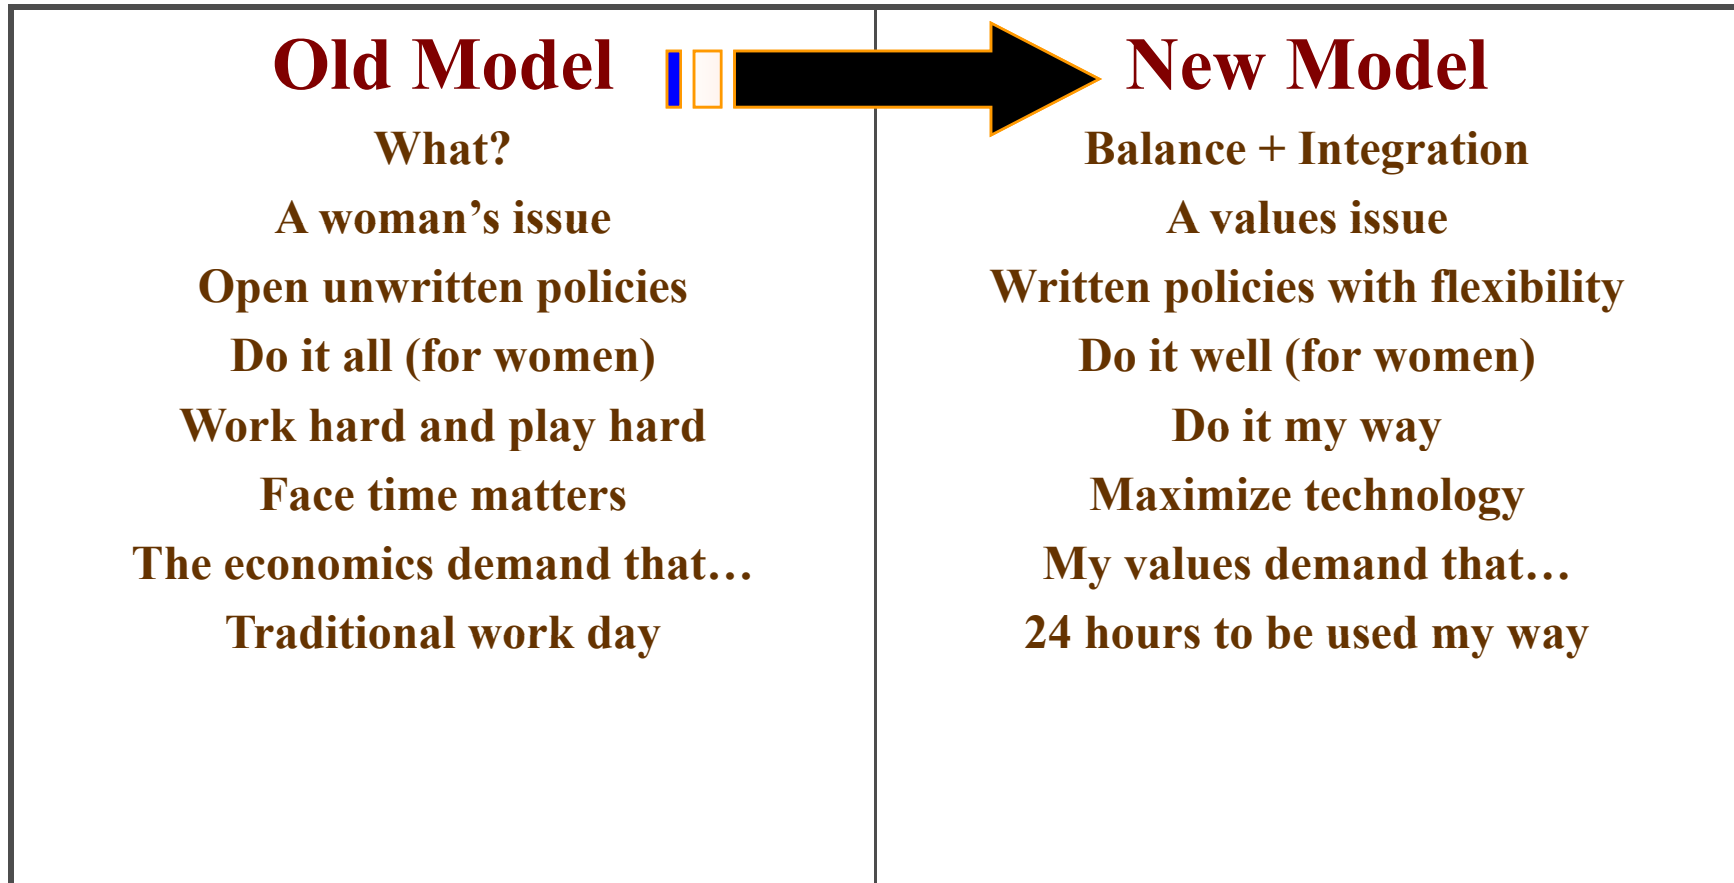 Old Model
What?
A woman’s issue
Open unwritten policies
Do it all (for women)
Work hard and play hard
Face time matters
The economics demand that…
Traditional work day
New Model
Balance + Integration
A values issue
Written policies with flexibility
Do it well (for women)
Do it my way
Maximize technology
My values demand that…
24 hours to be used my way